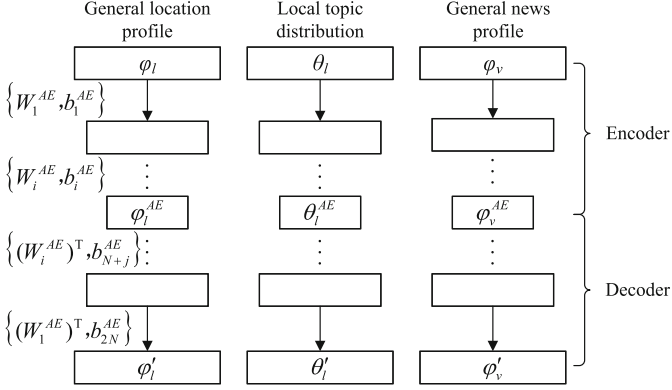 General location profile
Local topic distribution
General news profile
φ_l
θ_l
φ_v
{W_1^{AE}, b_1^{AE}}
Encoder
{W_i^{AE}, b_i^{AE}}
φ_l^{AE}
θ_l^{AE}
φ_v^{AE}
{(W_i^{AE})^T, b_{N+j}^{AE}}
Decoder
{(W_1^{AE})^T, b_{2N}^{AE}}
φ'_l
θ'_l
φ'_v